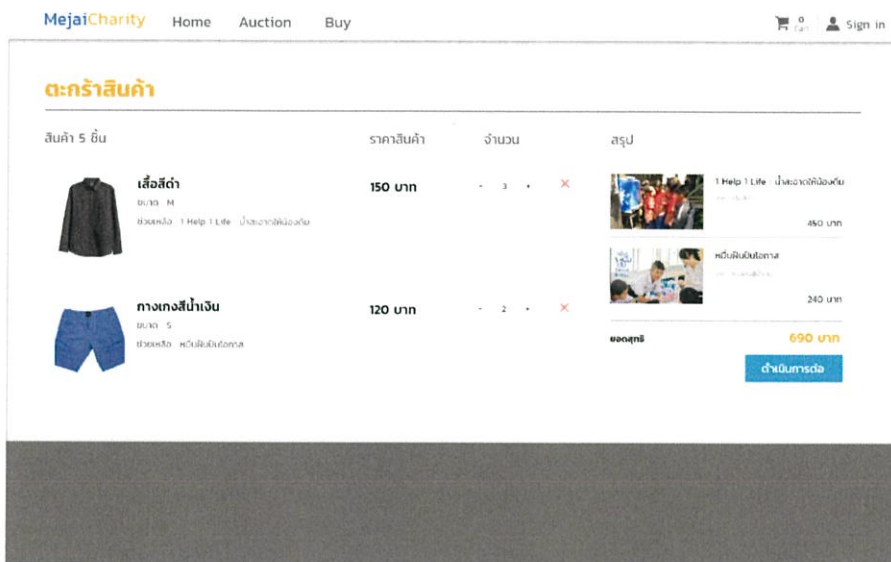 MejaiCharity Home Auction Buy 0 Cart Sign in
ตะกร้าสินค้า
สินค้า 5 ชิ้น ราคาสินค้า จำนวน สรุป
เสื้อสีดำ 150 บาท - 3 +
ขนาด M
ช่วยเหลือ 1 Help 1 Life น้ำสะอาดให้น้องดื่ม
1 Help 1 Life น้ำสะอาดให้น้องดื่ม
450 บาท
หมื่นฝันปันโอกาส
240 บาท
กางเกงสีน้ำเงิน 120 บาท - 2 +
ขนาด S
ช่วยเหลือ หมื่นฝันปันโอกาส
ยอดสุทธิ 690 บาท
ดำเนินการต่อ